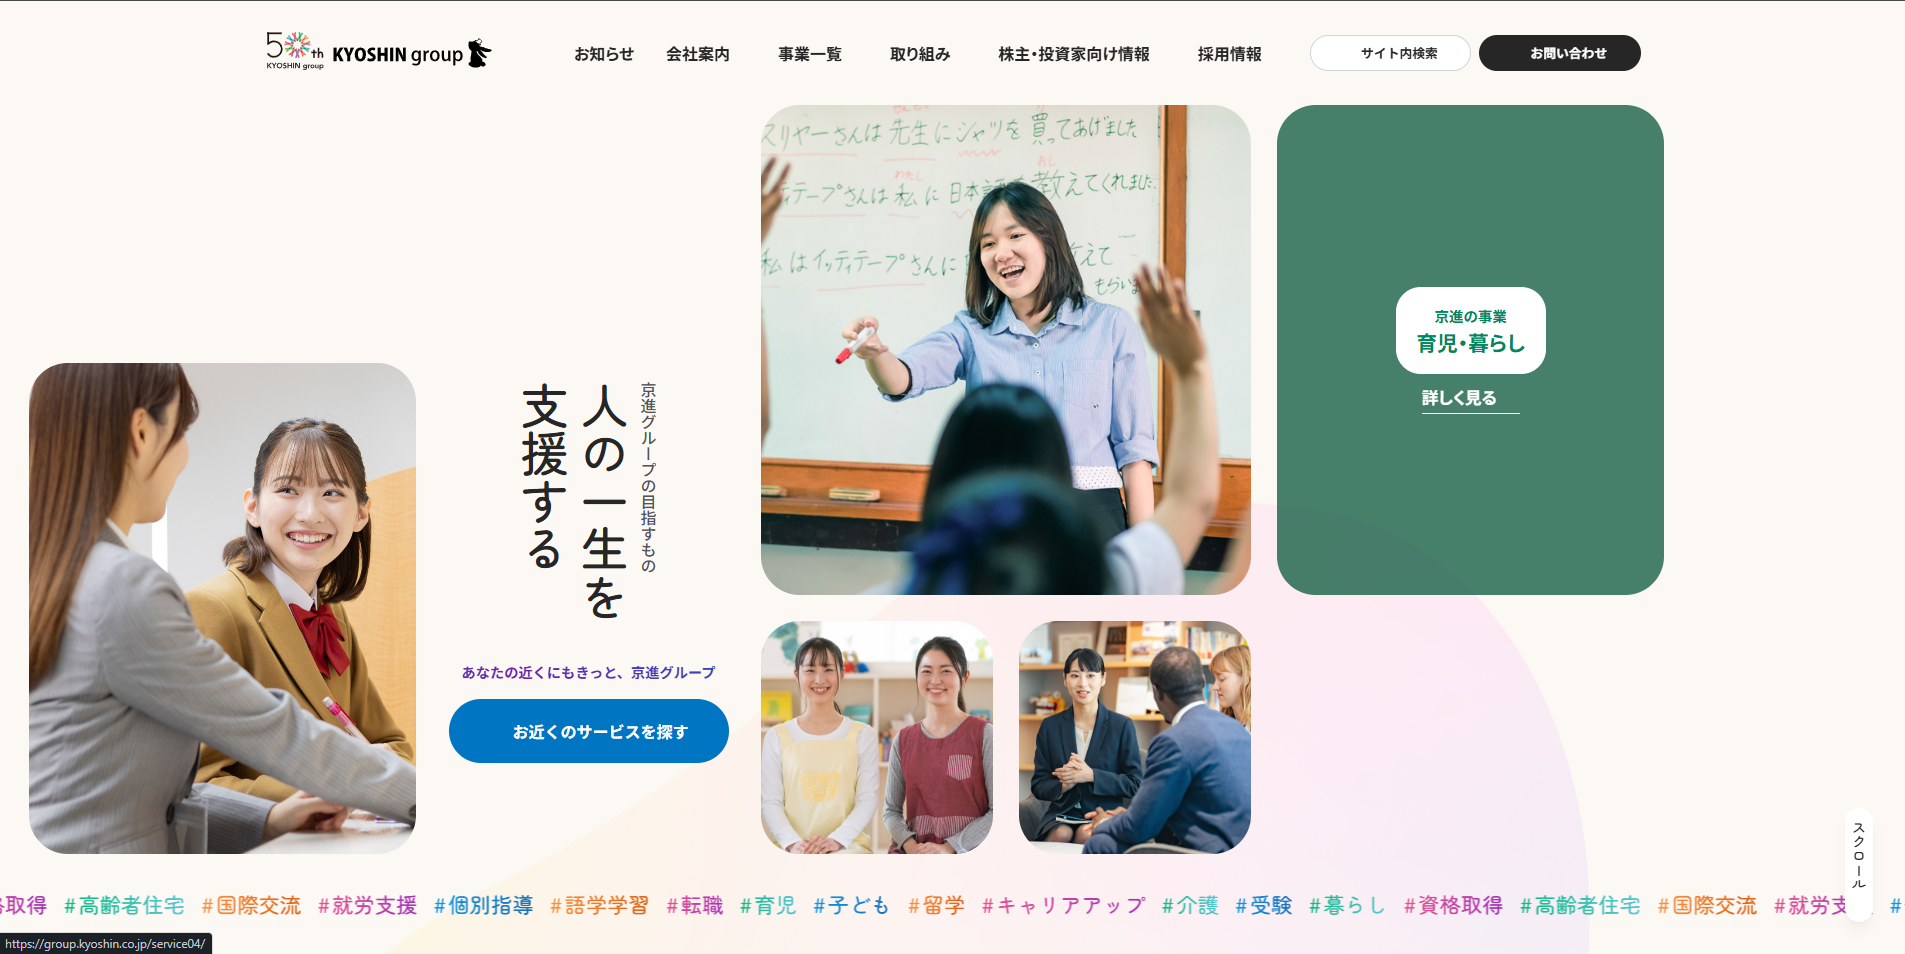 50th
KYOSHIN group
KYOSHIN group
お知らせ
会社案内
事業一覧
取り組み
株主・投資家向け情報
採用情報
サイト内検索
お問い合わせ
スリヤーさんは先生にシャツを買ってあげました
ティテープさんは私に日本語を教えてくれました
わたし
おし
私はイッティテープさんに
えて
もらいま
京進の事業
育児・暮らし
詳しく見る
京進グループの目指すもの
人の一生を
支援する
あなたの近くにもきっと、京進グループ
お近くのサービスを探す
スクロール
格取得 #高齢者住宅 #国際交流 #就労支援 #個別指導 #語学学習 #転職 #育児 #子ども #留学 #キャリアアップ #介護 #受験 #暮らし #資格取得 #高齢者住宅 #国際交流 #就労支 #
https://group.kyoshin.co.jp/service04/